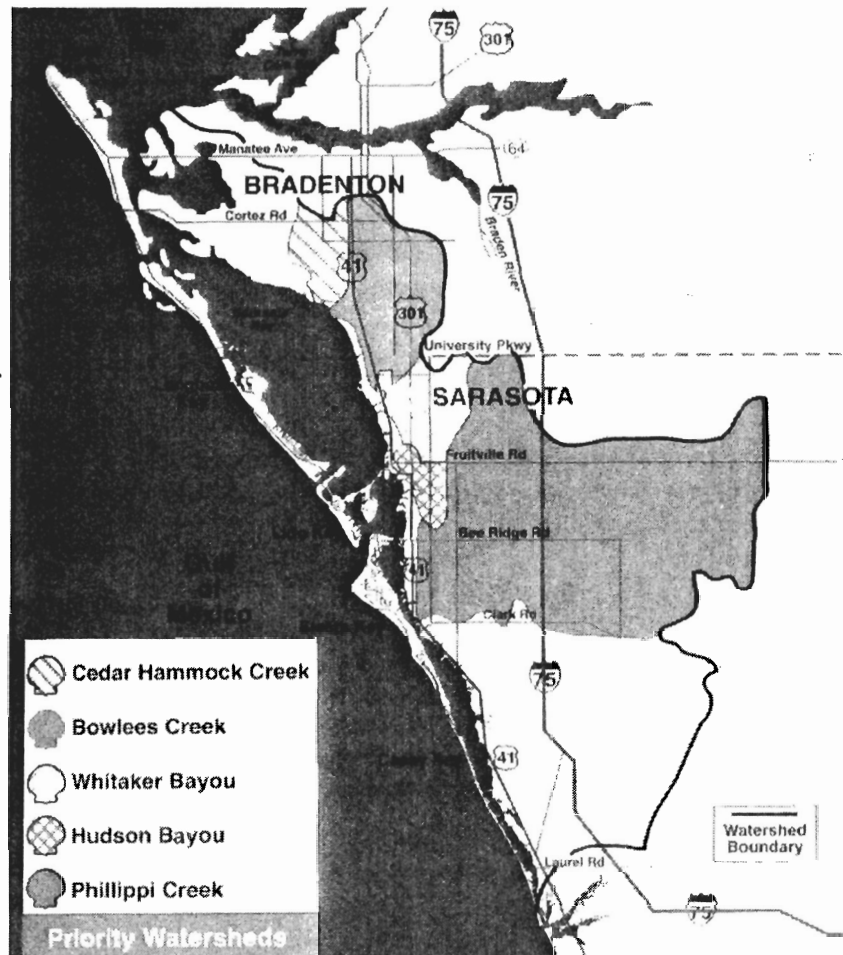 75
301
Manatee Ave
64
BRADENTON
75
Cortez Rd
Braden River
41
301
University Pkwy
SARASOTA
Fruitville Rd
Bee Ridge Rd
41
Mexico
Clark Rd
Cedar Hammock Creek
75
Bowlees Creek
Whitaker Bayou
41
Hudson Bayou
Watershed
Boundary
Laurel Rd
Phillippi Creek
75
Priority Watersheds